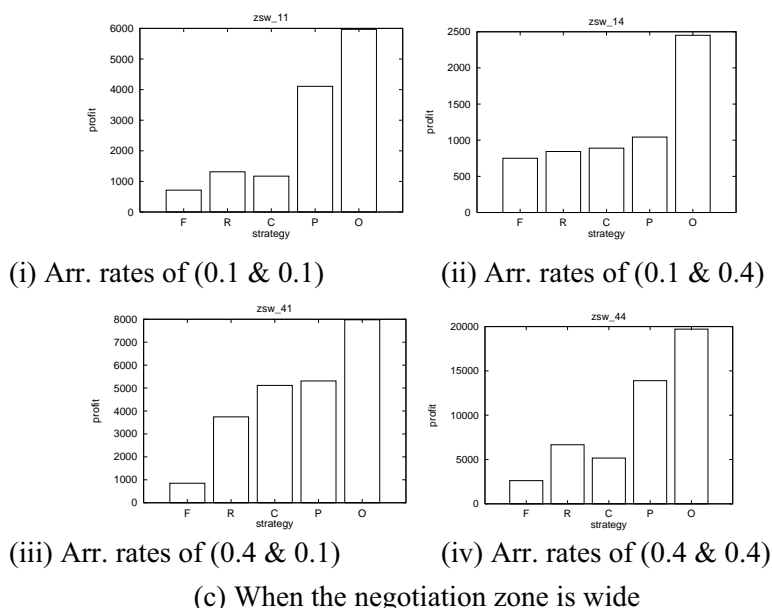 zsw_11
6000
5000
4000
3000
2000
1000
0
profit
F R C P O
strategy
(i) Arr. rates of (0.1 & 0.1)
zsw_14
2500
2000
1500
1000
500
0
profit
F R C P O
strategy
(ii) Arr. rates of (0.1 & 0.4)
zsw_41
8000
7000
6000
5000
4000
3000
2000
1000
0
profit
F R C P O
strategy
(iii) Arr. rates of (0.4 & 0.1)
zsw_44
20000
15000
10000
5000
0
profit
F R C P O
strategy
(iv) Arr. rates of (0.4 & 0.4)
(c) When the negotiation zone is wide